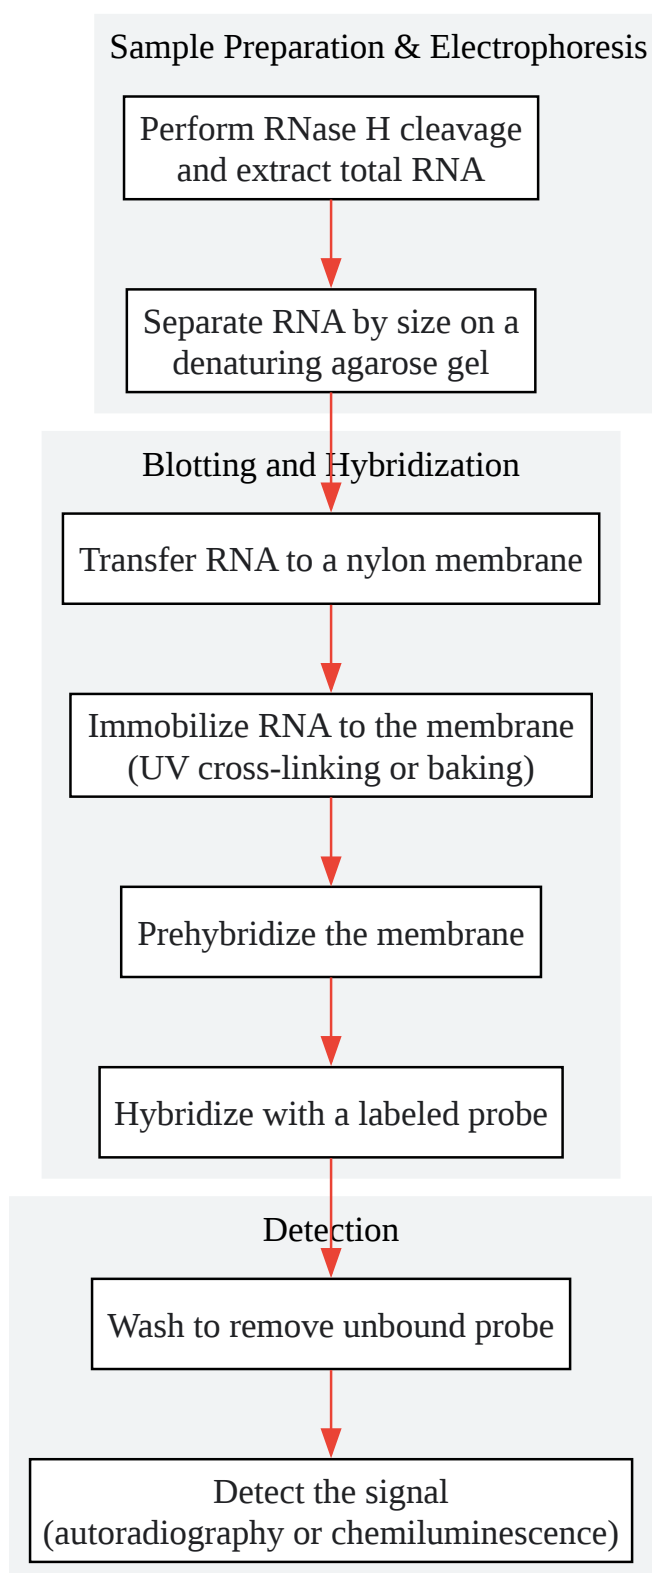 Sample Preparation & Electrophoresis
Perform RNase H cleavage
and extract total RNA
Separate RNA by size on a
denaturing agarose gel
Blotting and Hybridization
Transfer RNA to a nylon membrane
Immobilize RNA to the membrane
(UV cross-linking or baking)
Prehybridize the membrane
Hybridize with a labeled probe
Detection
Wash to remove unbound probe
Detect the signal
(autoradiography or chemiluminescence)